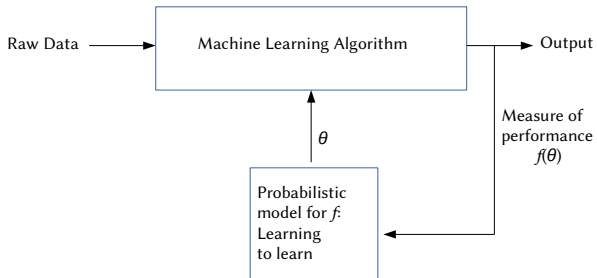 Raw Data
Machine Learning Algorithm
Output
θ
Measure of
performance
f(θ)
Probabilistic
model for f:
Learning
to learn